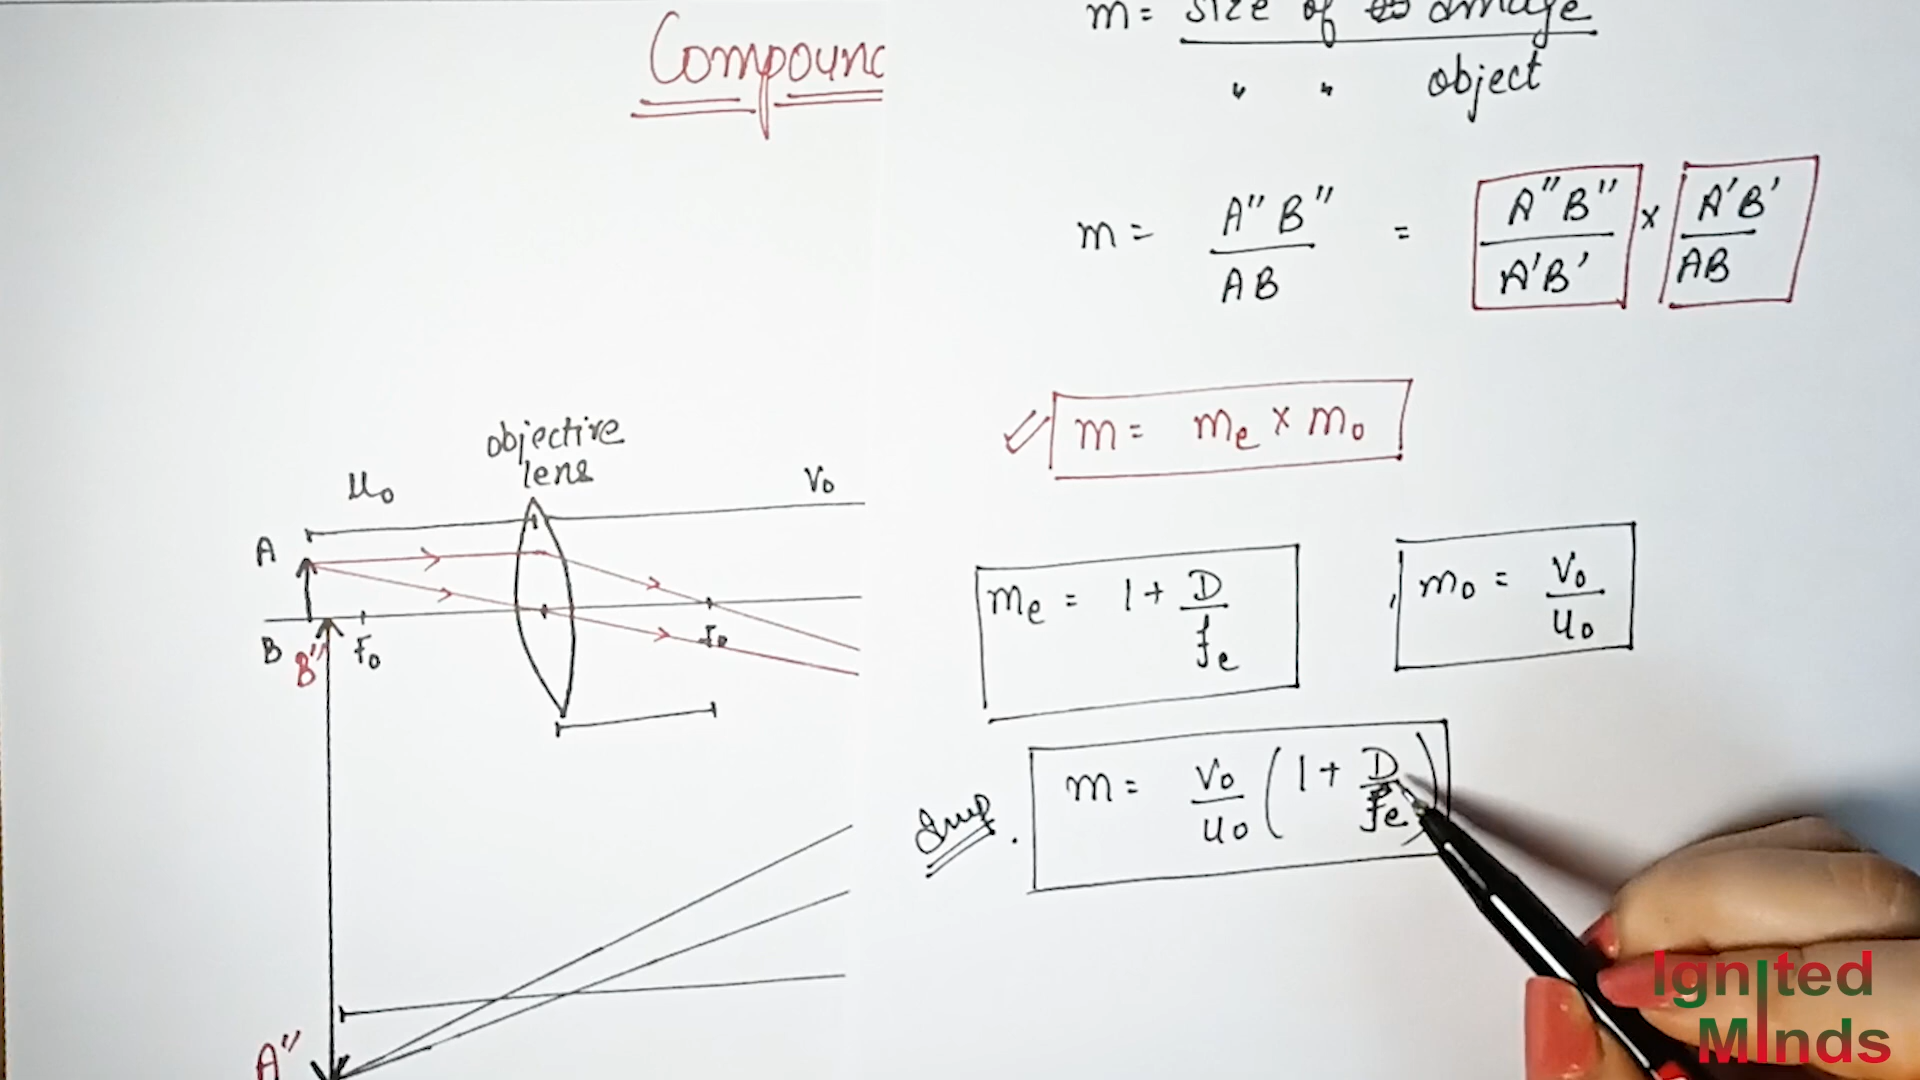 Compounc
m = size of image
" " object
m = A"B" / AB = A"B" / A'B' × A'B' / AB
m = me × mo
me = 1 + D / fe , mo = vo / uo
Imp. m = vo / uo ( 1 + D / fe )
objective
lens
uo
vo
A
B
B"
fo
fo
A"
Ignited
Minds